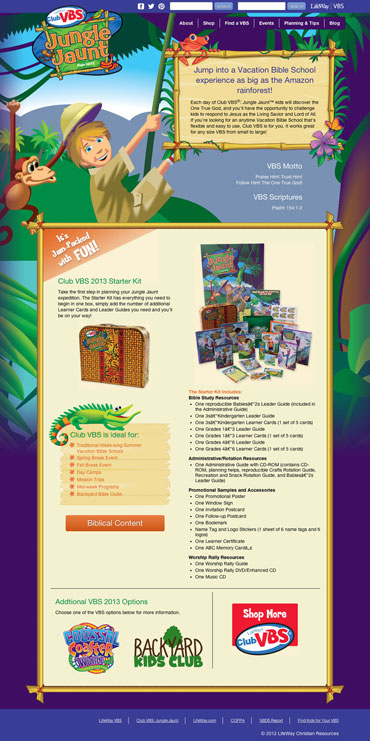 LifeWay | VBS
About
Shop
Find a VBS
Events
Planning & Tips
Blog
Club VBS
Jungle
Jaunt
Jump into a Vacation Bible School
experience as big as the Amazon
rainforest!
Each day of Club VBS®: Jungle Jaunt™ kids will discover the
One True God, and you'll have the opportunity to challenge
kids to respond to Jesus as the Living Savior and Lord of All.
If you're looking for an anytime Vacation Bible School that's
flexible and easy to use, Club VBS is for you. It works great
for any size VBS from small to large!
VBS Motto
Praise Him! Trust Him!
Follow Him! The One True God!
VBS Scriptures
It's
Jam-Packed
with FUN!
Club VBS 2013 Starter Kit
Take the first step in planning your Jungle Jaunt
expedition. The Starter Kit has everything you need to
begin in one box, simply add the number of additional
Learner Cards and Leader Guides you need and you'll
be on your way!
Club VBS is ideal for:
Traditional Week-long Summer
Vacation Bible School
Spring Break Event
Fall Break Event
Day Camps
Mission Trips
Mid-week Programs
Backyard Bible Clubs
Biblical Content
The Starter Kit includes:
Bible Study Resources
One reproducible Babiesâ€"2s Leader Guide (included in
the Administrative Guide)
One 3sâ€"Kindergarten Leader Guide
One 3sâ€"Kindergarten Learner Cards (1 set of 5 cards)
One Grades 1â€"3 Leader Guide
One Grades 1â€"3 Learner Cards (1 set of 5 cards)
One Grades 4â€"6 Leader Guide
One Grades 4â€"6 Learner Cards (1 set of 5 cards)
Administrative/Rotation Resources
One Administrative Guide with CD-ROM (contains CD-
ROM, planning helps, reproducible Crafts Rotation Guide,
Recreation and Snack Rotation Guide, and Babiesâ€"2s
Leader Guide)
Promotional Samples and Accessories
One Promotional Poster
One Window Sign
One Invitation Postcard
One Follow-up Postcard
One Bookmark
Name Tag and Logo Stickers (1 sheet of 6 name tags and 6
logos)
One Learner Certificate
One ABC Memory Cardâ„¢
Worship Rally Resources
One Worship Rally Guide
One Worship Rally DVD/Enhanced CD
One Music CD
Addtional VBS 2013 Options
Choose one of the VBS options below for more information.
COLOSSAL
COASTER
WORLD
BACKYARD
KIDS CLUB
Shop More
Club VBS
LifeWay VBS
Club VBS: Jungle Jaunt
LifeWay.com
COPPA
SBDS Report
Find Kids for Your VBS
© 2012 LifeWay Christian Resources